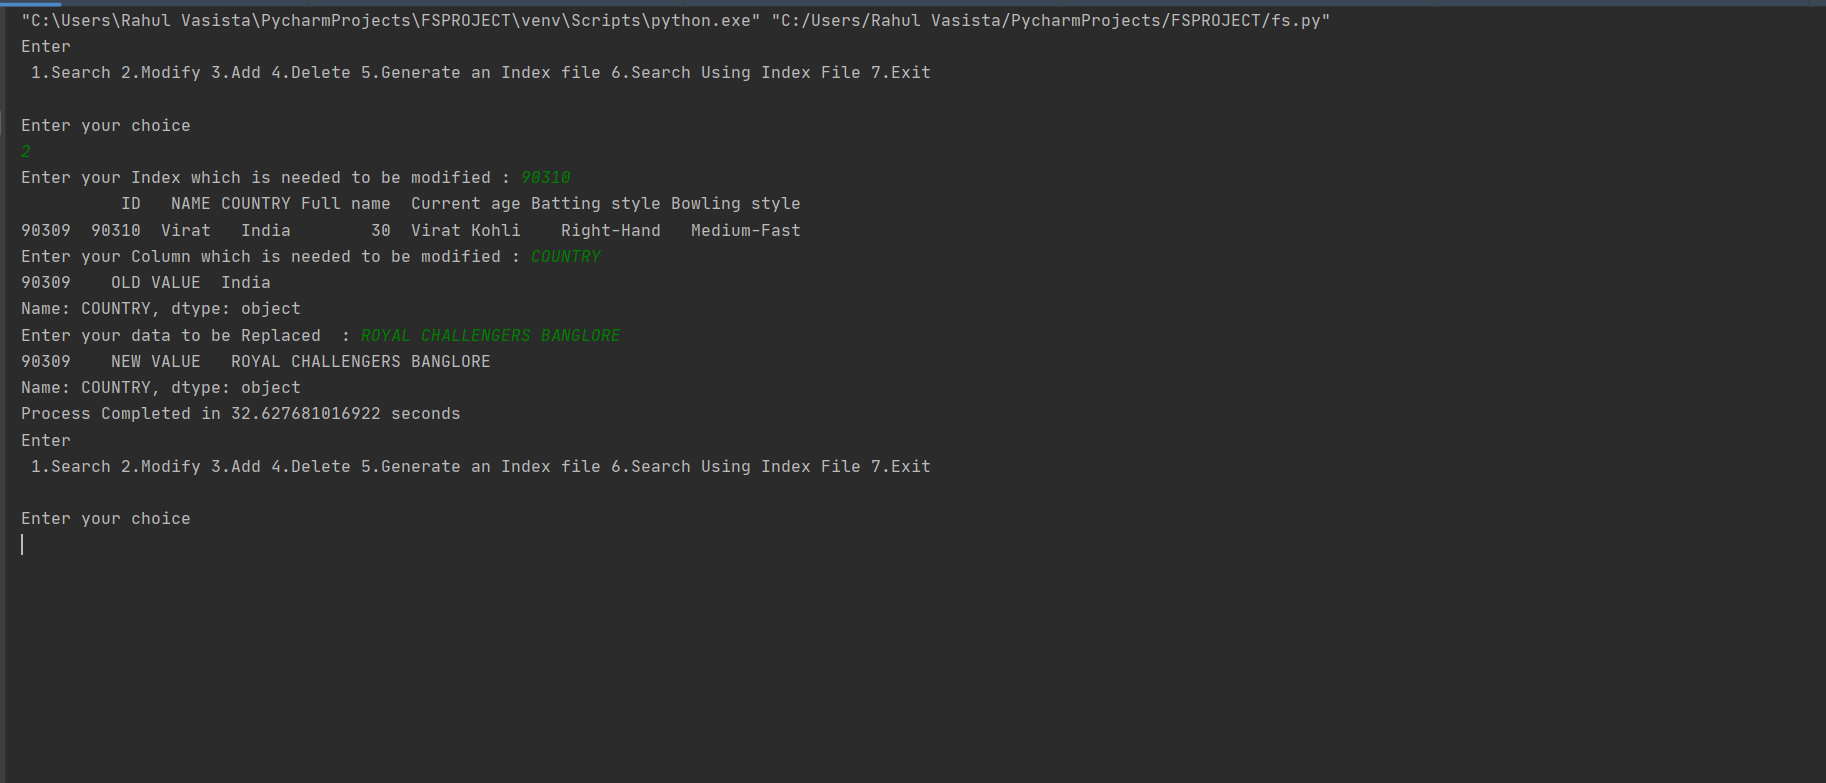 "C:\Users\Rahul Vasista\PycharmProjects\FSPROJECT\venv\Scripts\python.exe" "C:/Users/Rahul Vasista/PycharmProjects/FSPROJECT/fs.py"
Enter
 1.Search 2.Modify 3.Add 4.Delete 5.Generate an Index file 6.Search Using Index File 7.Exit

Enter your choice
2
Enter your Index which is needed to be modified : 90310
          ID   NAME COUNTRY Full name  Current age Batting style Bowling style
90309  90310  Virat   India        30  Virat Kohli    Right-Hand   Medium-Fast
Enter your Column which is needed to be modified : COUNTRY
90309    OLD VALUE  India
Name: COUNTRY, dtype: object
Enter your data to be Replaced  : ROYAL CHALLENGERS BANGLORE
90309    NEW VALUE   ROYAL CHALLENGERS BANGLORE
Name: COUNTRY, dtype: object
Process Completed in 32.627681016922 seconds
Enter
 1.Search 2.Modify 3.Add 4.Delete 5.Generate an Index file 6.Search Using Index File 7.Exit

Enter your choice